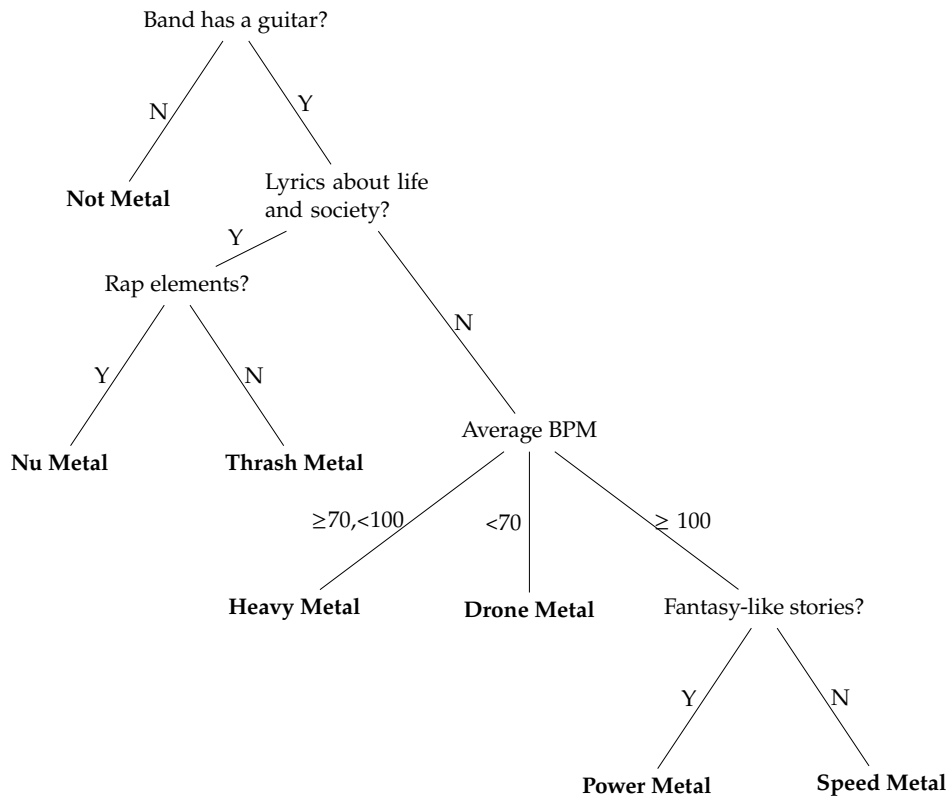 Band has a guitar?
N
Y
Not Metal
Lyrics about life
and society?
Y
N
Rap elements?
Y
N
Nu Metal
Thrash Metal
Average BPM
≥70,<100
<70
≥ 100
Heavy Metal
Drone Metal
Fantasy-like stories?
Y
N
Power Metal
Speed Metal